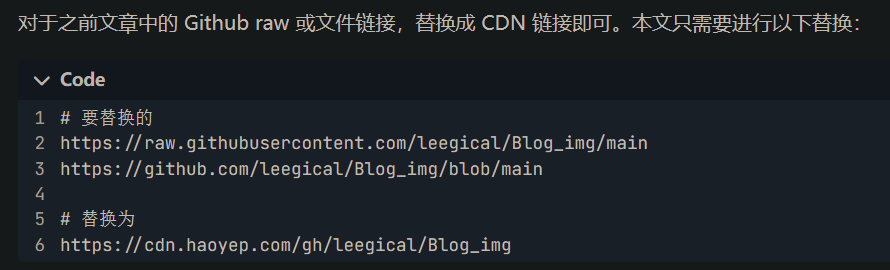 对于之前文章中的 Github raw 或文件链接，替换成 CDN 链接即可。本文只需要进行以下替换：
Code
1 # 要替换的
2 https://raw.githubusercontent.com/leegical/Blog_img/main
3 https://github.com/leegical/Blog_img/blob/main
4
5 # 替换为
6 https://cdn.haoyep.com/gh/leegical/Blog_img